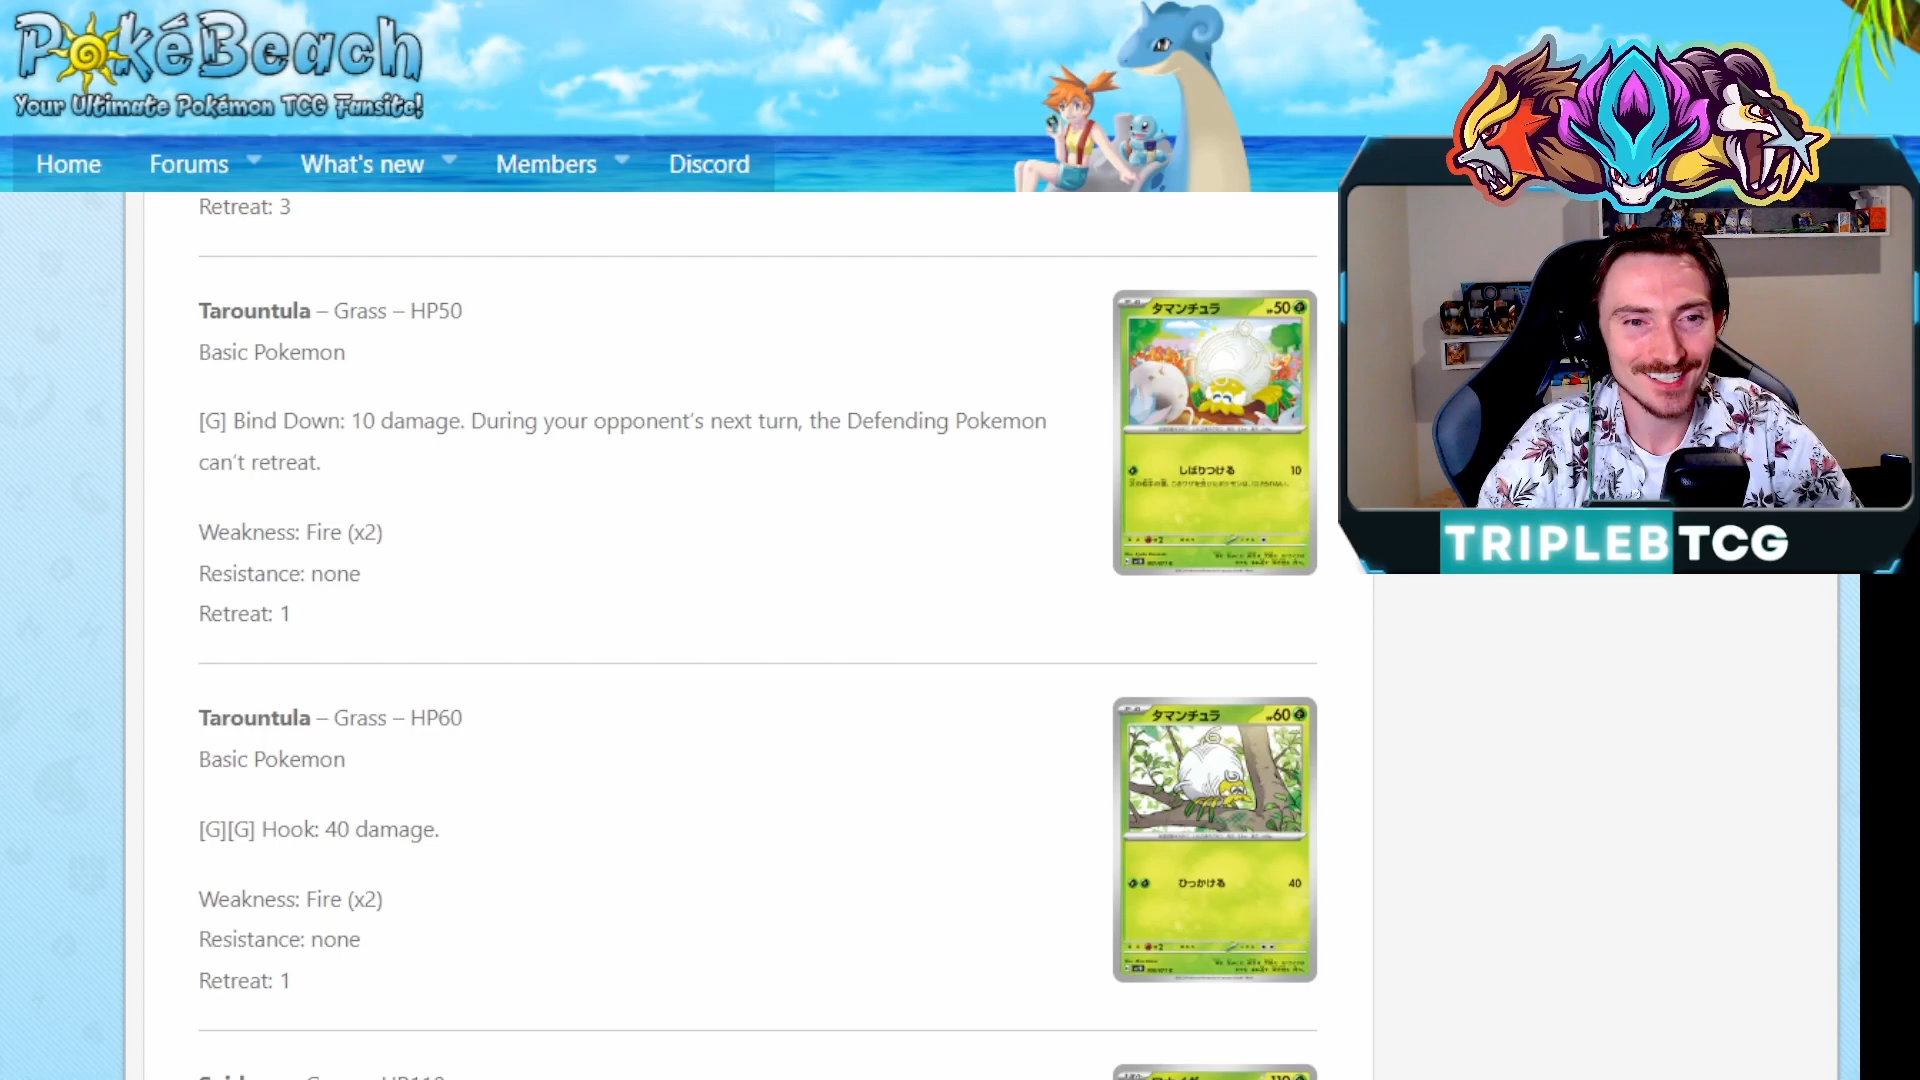 PokéBeach
Your Ultimate Pokémon TCG Fansite!
Home Forums What's new Members Discord
Retreat: 3
Tarountula – Grass – HP50
Basic Pokemon
[G] Bind Down: 10 damage. During your opponent’s next turn, the Defending Pokemon
can’t retreat.
Weakness: Fire (x2)
Resistance: none
Retreat: 1
タマンチュラ 50
しばりつける 10
TRIPLEB TCG
Tarountula – Grass – HP60
Basic Pokemon
[G][G] Hook: 40 damage.
Weakness: Fire (x2)
Resistance: none
Retreat: 1
タマンチュラ 60
ひっかける 40